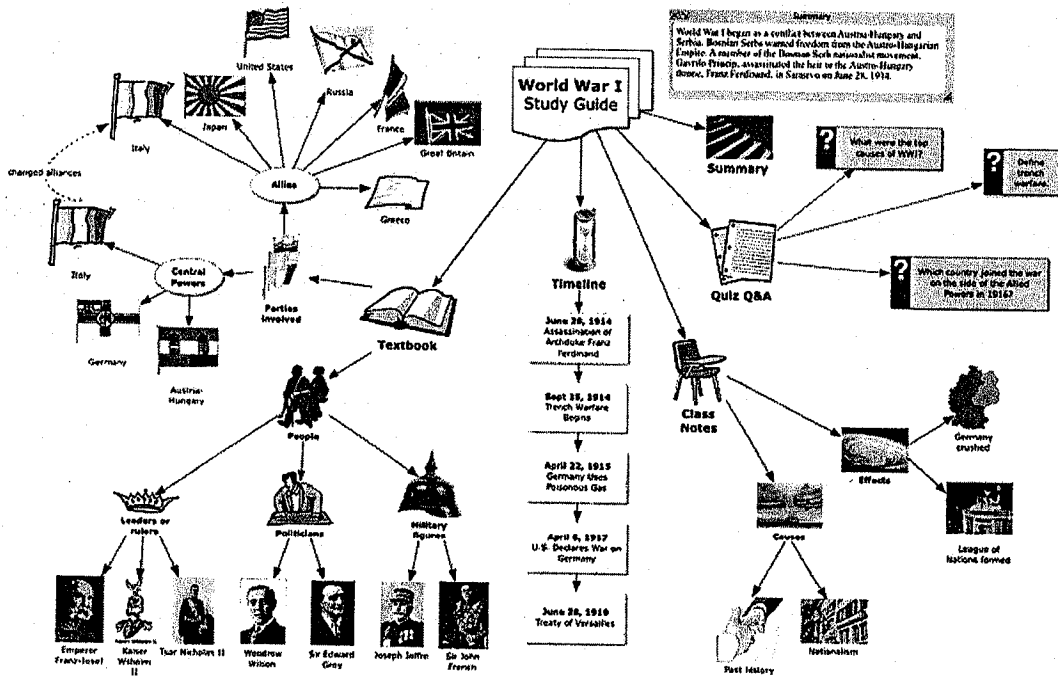 Summary
World War I began as a conflict between Austria-Hungary and
Serbia. Bosnian Serbs wanted freedom from the Austro-Hungarian
Empire. A member of the Bosnian Serb nationalist movement,
Gavrilo Princip, assassinated the heir to the Austro-Hungary
throne, Franz Ferdinand, in Sarajevo on June 28, 1914.
World War I
Study Guide
United States
Russia
Japan
France
Italy
Great Britain
changed alliances
Allies
Greece
Italy
Central
Powers
Parties
Involved
Germany
Austria-
Hungary
Textbook
Summary
?
What were the top
causes of WWI?
?
Define
trench
warfare.
?
Which country joined the war
on the side of the Allied
Powers in 1916?
Quiz Q&A
Timeline
June 28, 1914
Assassination of
Archduke Franz
Ferdinand
Sept 15, 1914
Trench Warfare
Begins
April 22, 1915
Germany Uses
Poisonous Gas
April 6, 1917
U.S. Declares War on
Germany
June 28, 1919
Treaty of Versailles
Class
Notes
Effects
Germany
crushed
League of
Nations formed
Causes
Past history
Nationalism
People
Leaders or
rulers
Politicians
Military
figures
Emperor
Franz-Josef
Kaiser
Wilhelm
II
Tsar Nicholas II
Woodrow
Wilson
Sir Edward
Grey
Joseph Joffre
Sir John
French